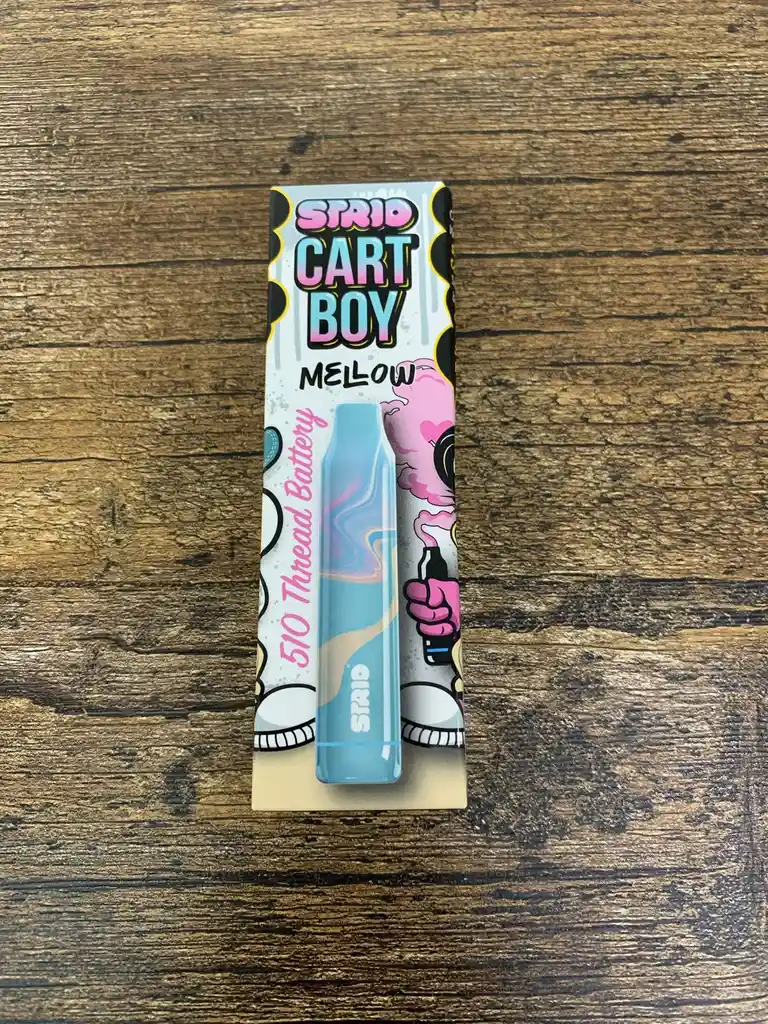 STRIO
CART
BOY
MELLOW
510 Thread Battery
STRIO